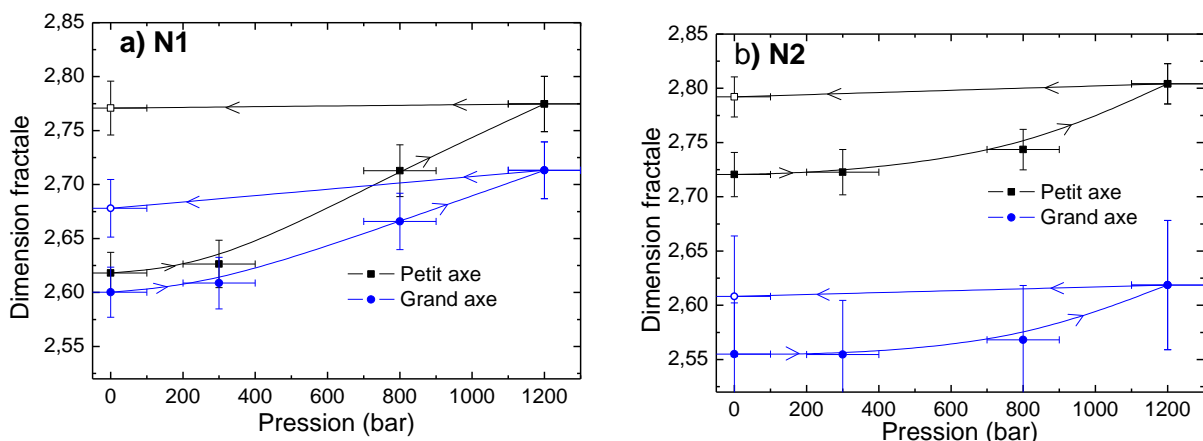 a) N1
2,85
2,80
2,75
2,70
2,65
2,60
2,55
Dimension fractale
Petit axe
Grand axe
0 200 400 600 800 1000 1200
Pression (bar)
b) N2
2,85
2,80
2,75
2,70
2,65
2,60
2,55
Dimension fractale
Petit axe
Grand axe
0 200 400 600 800 1000 1200
Pression (bar)